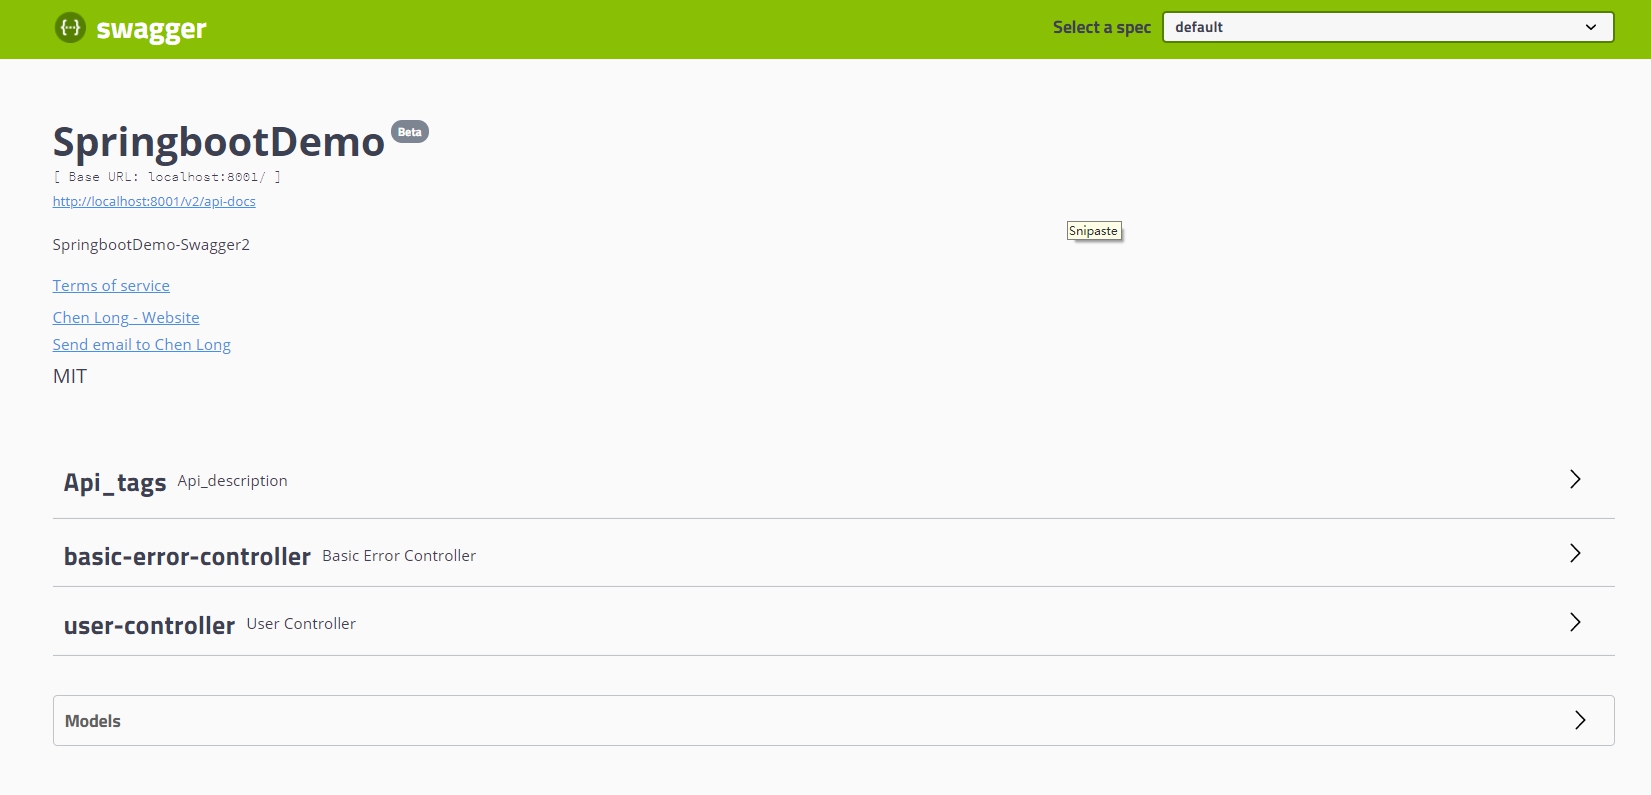 swagger
Select a spec default
SpringbootDemo Beta
[ Base URL: localhost:8001/ ]
http://localhost:8001/v2/api-docs
Snipaste
SpringbootDemo-Swagger2
Terms of service
Chen Long - Website
Send email to Chen Long
MIT
Api_tags Api_description
basic-error-controller Basic Error Controller
user-controller User Controller
Models